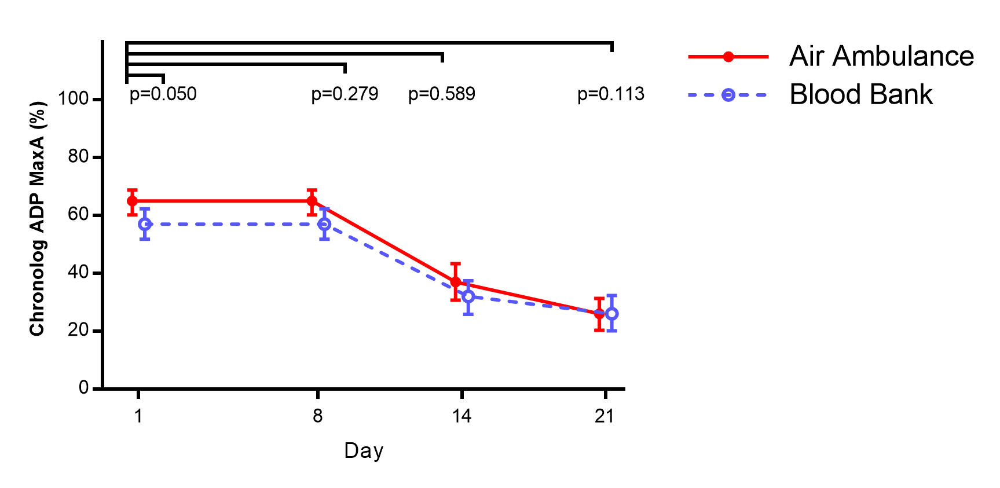 Air Ambulance
Blood Bank
p=0.050
p=0.279
p=0.589
p=0.113
Chronolog ADP MaxA (%)
100
80
60
40
20
0
1
8
14
21
Day